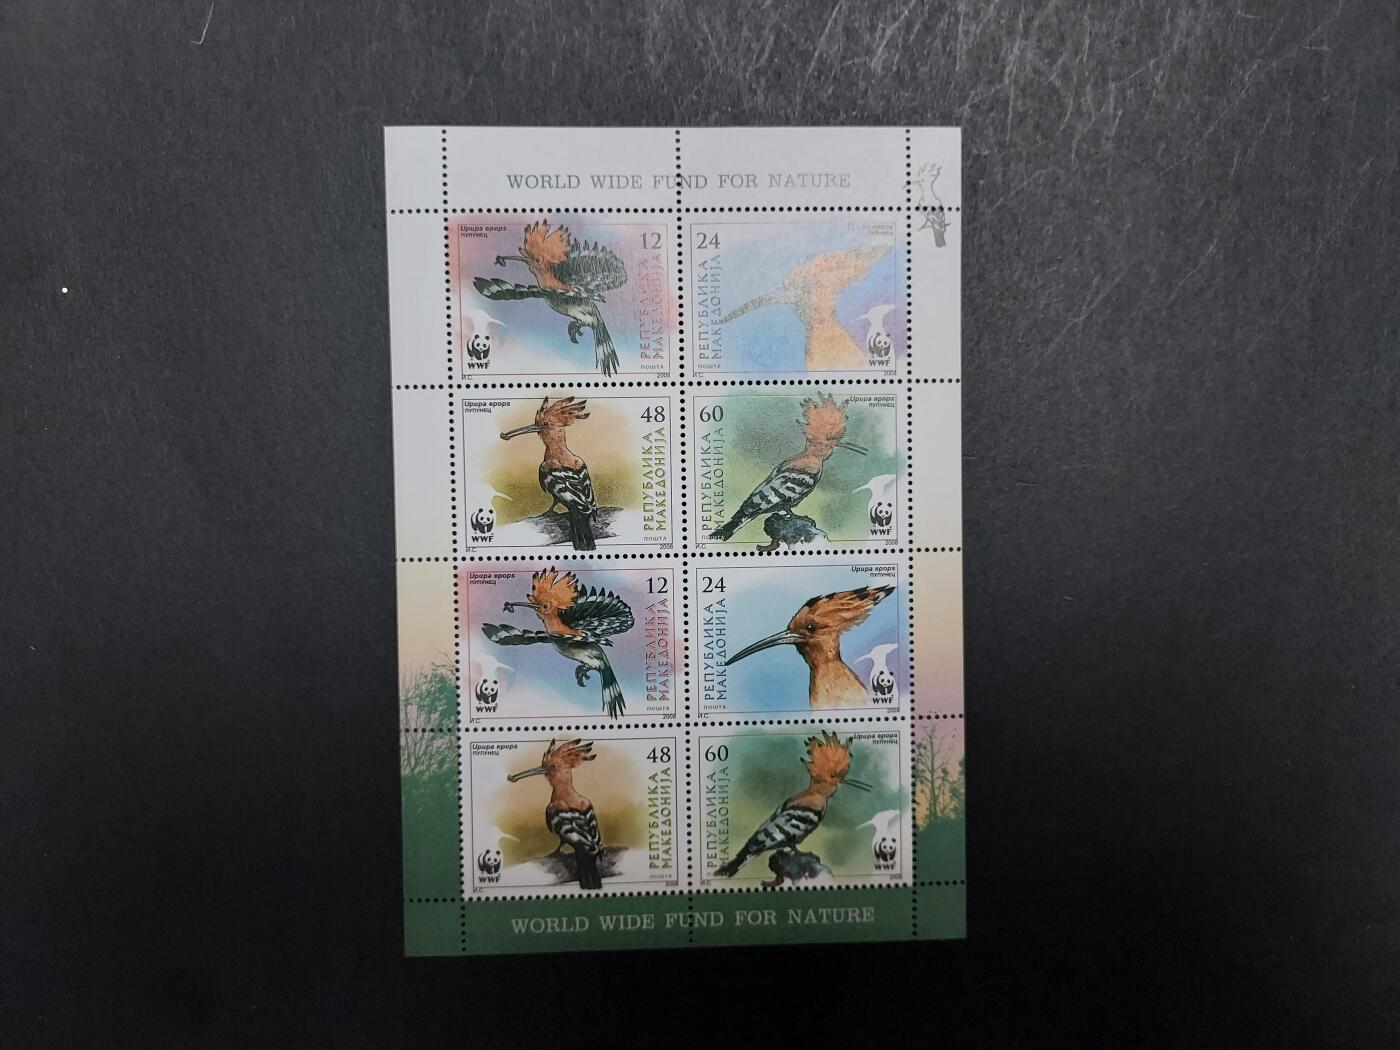 WORLD WIDE FUND FOR NATURE
Upupa epops
ПУПУНЕЦ
12
РЕПУБЛИКА
МАКЕДОНИЈА
ПОШТА
WWF
И.С. 2008
24
РЕПУБЛИКА
МАКЕДОНИЈА
ПОШТА
WWF
И.С. 2008
Upupa epops
ПУПУНЕЦ
48
РЕПУБЛИКА
МАКЕДОНИЈА
ПОШТА
WWF
И.С. 2008
60
Upupa epops
ПУПУНЕЦ
РЕПУБЛИКА
МАКЕДОНИЈА
ПОШТА
WWF
И.С. 2008
Upupa epops
ПУПУНЕЦ
12
РЕПУБЛИКА
МАКЕДОНИЈА
ПОШТА
WWF
И.С. 2008
24
Upupa epops
ПУПУНЕЦ
РЕПУБЛИКА
МАКЕДОНИЈА
ПОШТА
WWF
И.С. 2008
Upupa epops
ПУПУНЕЦ
48
РЕПУБЛИКА
МАКЕДОНИЈА
ПОШТА
WWF
И.С. 2008
60
Upupa epops
ПУПУНЕЦ
РЕПУБЛИКА
МАКЕДОНИЈА
WWF
И.С. 2008
WORLD WIDE FUND FOR NATURE